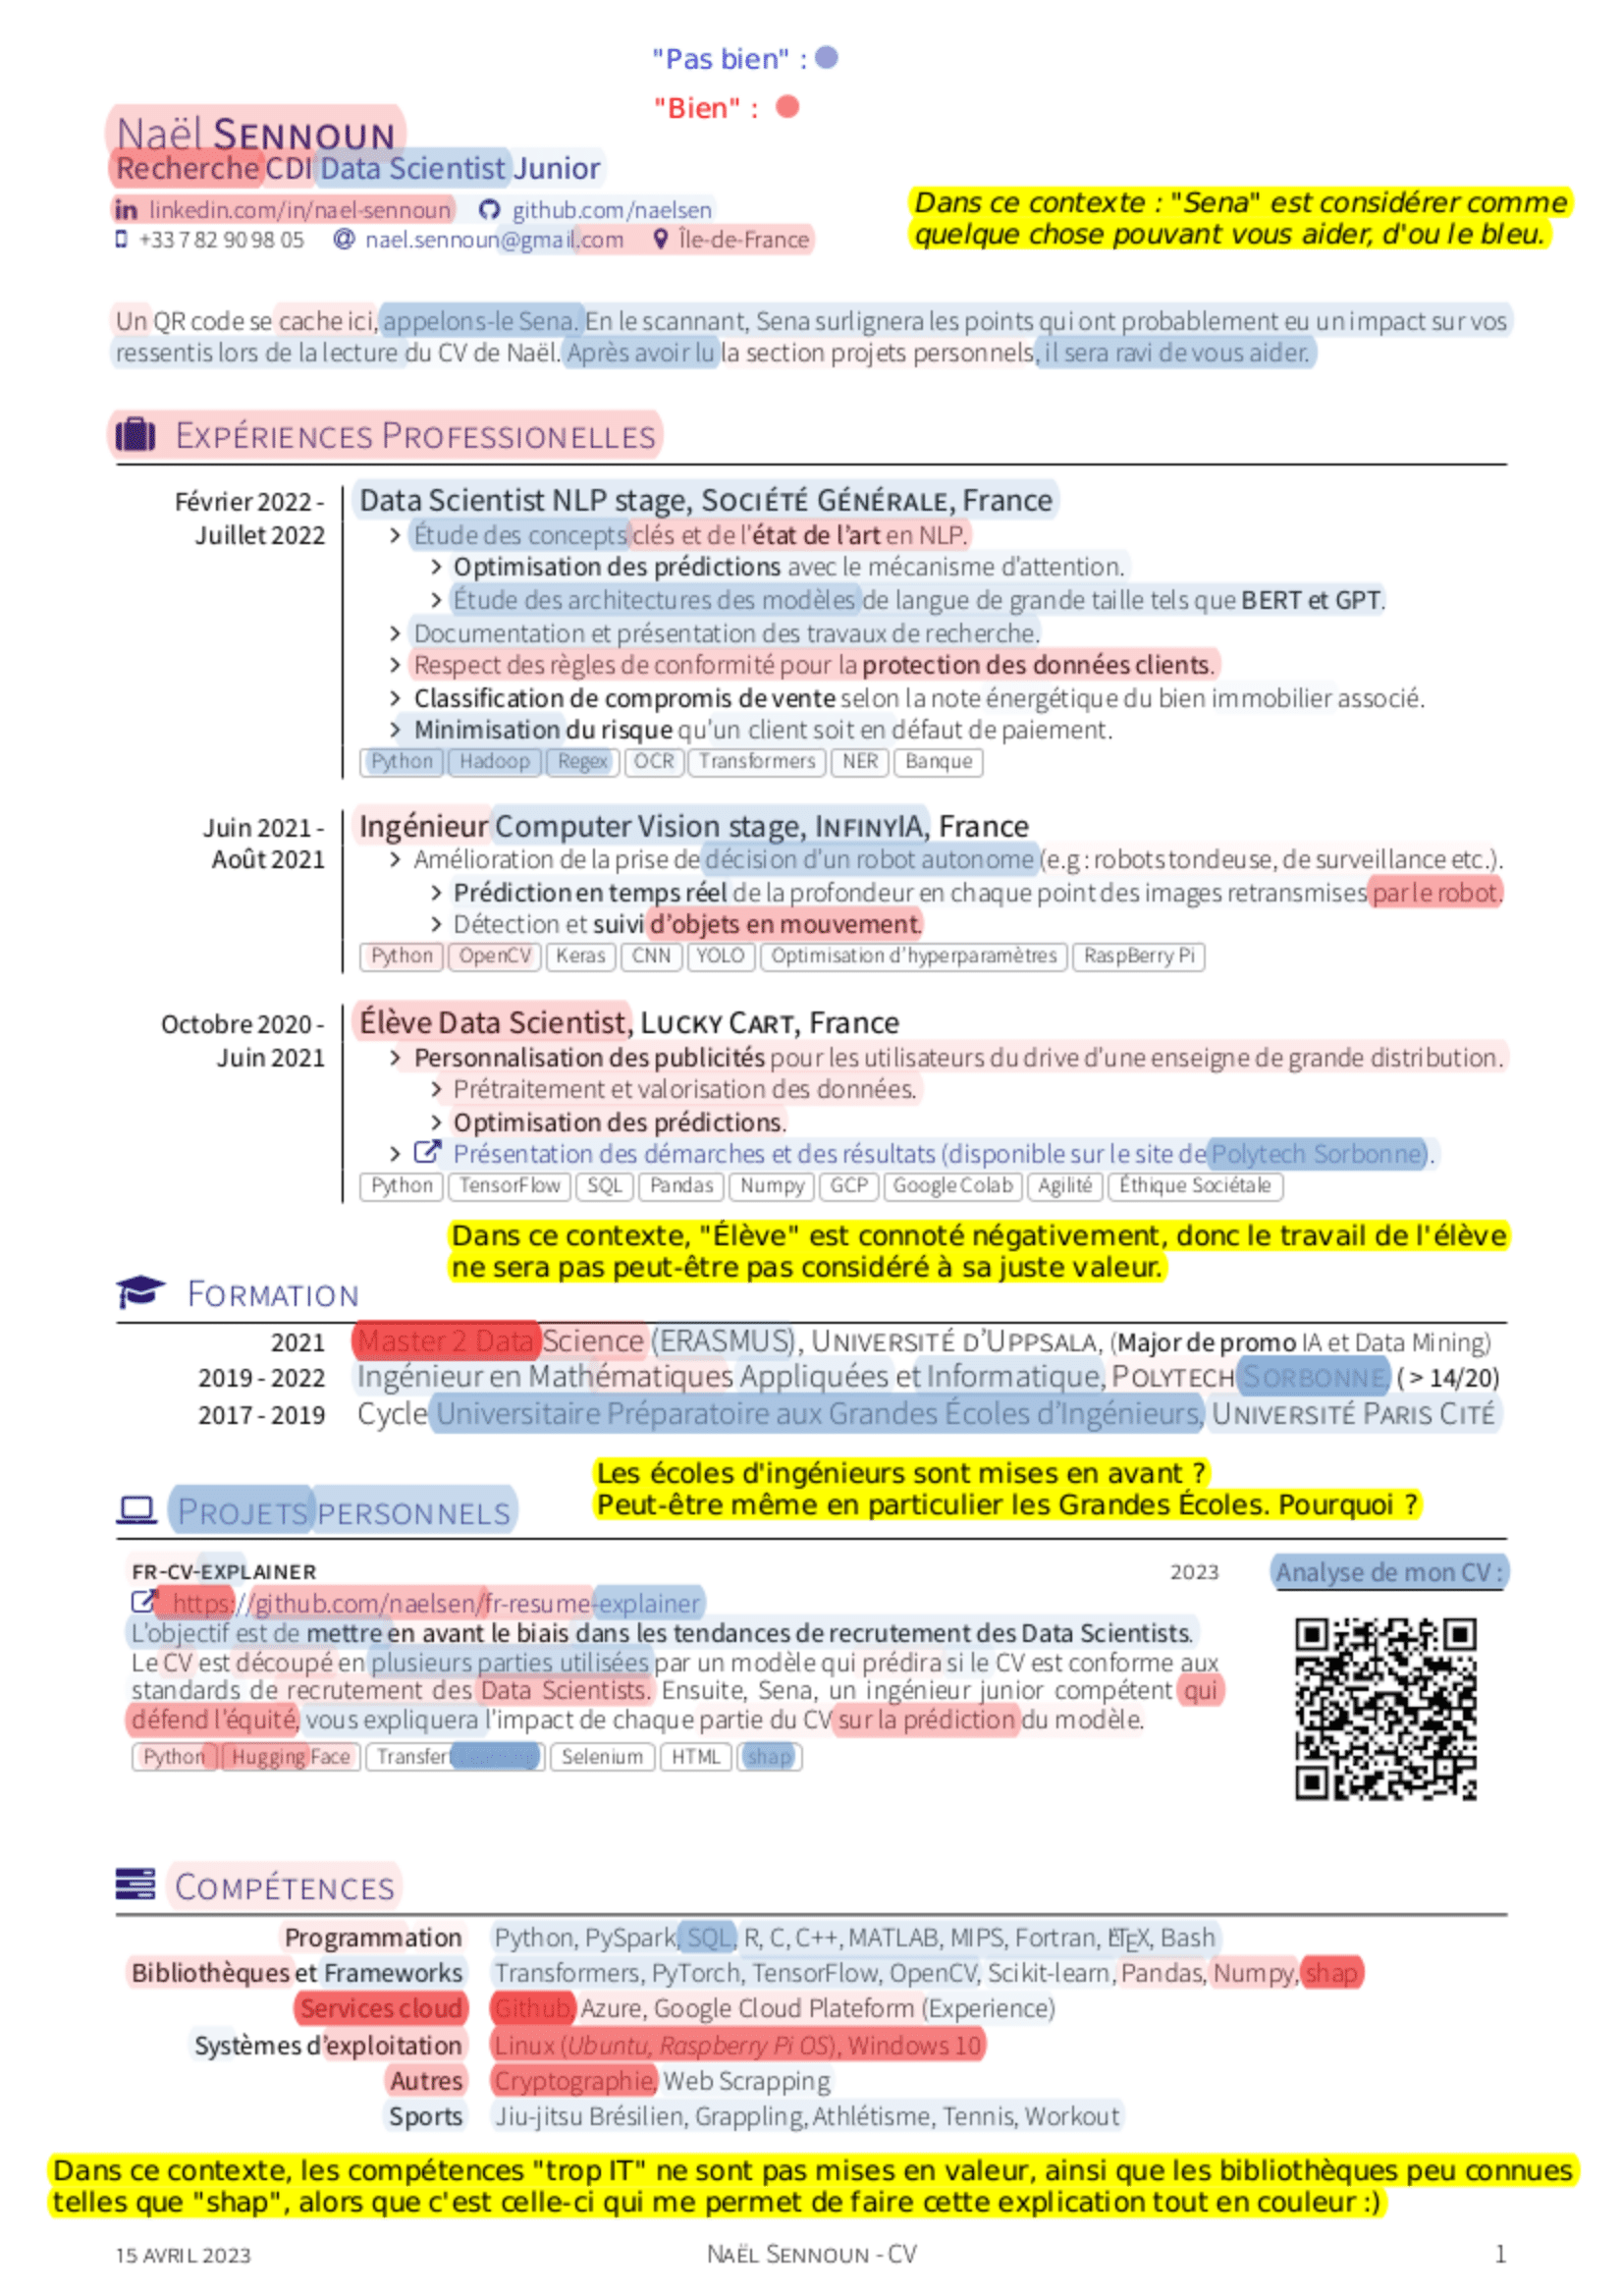 "Pas bien" :
"Bien" :
Naël SENNOUN
Recherche CDI Data Scientist Junior
linkedin.com/in/nael-sennoun github.com/naelsen
+33 7 82 90 98 05 nael.sennoun@gmail.com Île-de-France
Dans ce contexte : "Sena" est considérer comme
quelque chose pouvant vous aider, d'ou le bleu.
Un QR code se cache ici, appelons-le Sena. En le scannant, Sena surlignera les points qui ont probablement eu un impact sur vos
ressentis lors de la lecture du CV de Naël. Après avoir lu la section projets personnels, il sera ravi de vous aider.
EXPÉRIENCES PROFESSIONELLES
Février 2022 - Data Scientist NLP stage, SOCIÉTÉ GÉNÉRALE, France
Juillet 2022 > Étude des concepts clés et de l'état de l'art en NLP.
> Optimisation des prédictions avec le mécanisme d'attention.
> Étude des architectures des modèles de langue de grande taille tels que BERT et GPT.
> Documentation et présentation des travaux de recherche.
> Respect des règles de conformité pour la protection des données clients.
> Classification de compromis de vente selon la note énergétique du bien immobilier associé.
> Minimisation du risque qu'un client soit en défaut de paiement.
Python Hadoop Regex OCR Transformers NER Banque
Juin 2021 - Ingénieur Computer Vision stage, INFINYIA, France
Août 2021 > Amélioration de la prise de décision d'un robot autonome (e.g : robots tondeuse, de surveillance etc.).
> Prédiction en temps réel de la profondeur en chaque point des images retransmises par le robot.
> Détection et suivi d'objets en mouvement.
Python OpenCV Keras CNN YOLO Optimisation d'hyperparamètres RaspBerry Pi
Octobre 2020 - Élève Data Scientist, LUCKY CART, France
Juin 2021 > Personnalisation des publicités pour les utilisateurs du drive d'une enseigne de grande distribution.
> Prétraitement et valorisation des données.
> Optimisation des prédictions.
> Présentation des démarches et des résultats (disponible sur le site de Polytech Sorbonne).
Python TensorFlow SQL Pandas Numpy GCP Google Colab Agilité Éthique Sociétale
Dans ce contexte, "Élève" est connoté négativement, donc le travail de l'élève
ne sera pas peut-être pas considéré à sa juste valeur.
FORMATION
2021 Master 2 Data Science (ERASMUS), UNIVERSITÉ D'UPPSALA, (Major de promo IA et Data Mining)
2019 - 2022 Ingénieur en Mathématiques Appliquées et Informatique, POLYTECH SORBONNE ( > 14/20)
2017 - 2019 Cycle Universitaire Préparatoire aux Grandes Écoles d'Ingénieurs, UNIVERSITÉ PARIS CITÉ
Les écoles d'ingénieurs sont mises en avant ?
Peut-être même en particulier les Grandes Écoles. Pourquoi ?
PROJETS PERSONNELS
FR-CV-EXPLAINER 2023
https://github.com/naelsen/fr-resume-explainer
L'objectif est de mettre en avant le biais dans les tendances de recrutement des Data Scientists.
Le CV est découpé en plusieurs parties utilisées par un modèle qui prédira si le CV est conforme aux
standards de recrutement des Data Scientists. Ensuite, Sena, un ingénieur junior compétent qui
défend l'équité, vous expliquera l'impact de chaque partie du CV sur la prédiction du modèle.
Python Hugging Face Transfert Learning Selenium HTML shap
Analyse de mon CV :
COMPÉTENCES
Programmation Python, PySpark, SQL, R, C, C++, MATLAB, MIPS, Fortran, LATEX, Bash
Bibliothèques et Frameworks Transformers, PyTorch, TensorFlow, OpenCV, Scikit-learn, Pandas, Numpy, shap
Services cloud Github, Azure, Google Cloud Plateform (Experience)
Systèmes d'exploitation Linux (Ubuntu, Raspberry Pi OS), Windows 10
Autres Cryptographie, Web Scrapping
Sports Jiu-jitsu Brésilien, Grappling, Athlétisme, Tennis, Workout
Dans ce contexte, les compétences "trop IT" ne sont pas mises en valeur, ainsi que les bibliothèques peu connues
telles que "shap", alors que c'est celle-ci qui me permet de faire cette explication tout en couleur :)
15 AVRIL 2023 NAËL SENNOUN - CV 1